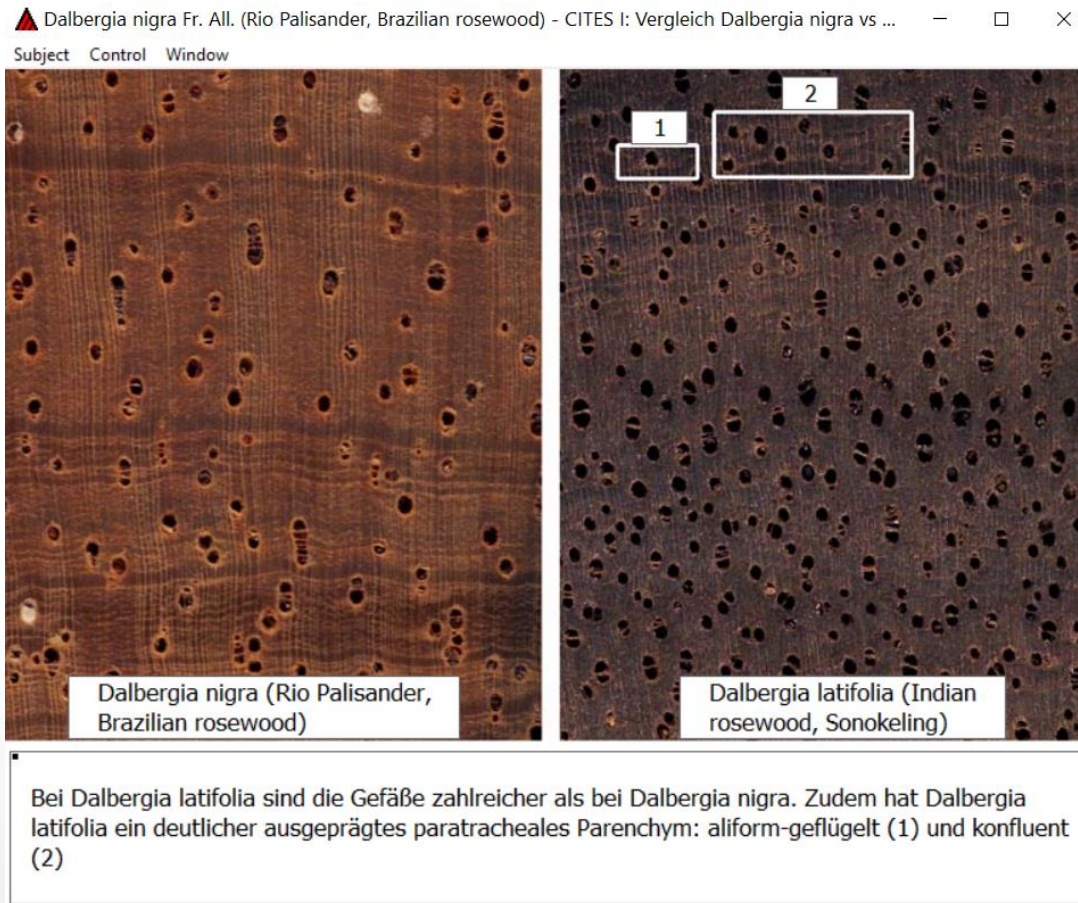 Dalbergia nigra Fr. All. (Rio Palisander, Brazilian rosewood) - CITES I: Vergleich Dalbergia nigra vs ...
Subject Control Window
1
2
Dalbergia nigra (Rio Palisander,
Brazilian rosewood)
Dalbergia latifolia (Indian
rosewood, Sonokeling)
Bei Dalbergia latifolia sind die Gefäße zahlreicher als bei Dalbergia nigra. Zudem hat Dalbergia
latifolia ein deutlicher ausgeprägtes paratracheales Parenchym: aliform-geflügelt (1) und konfluent
(2)